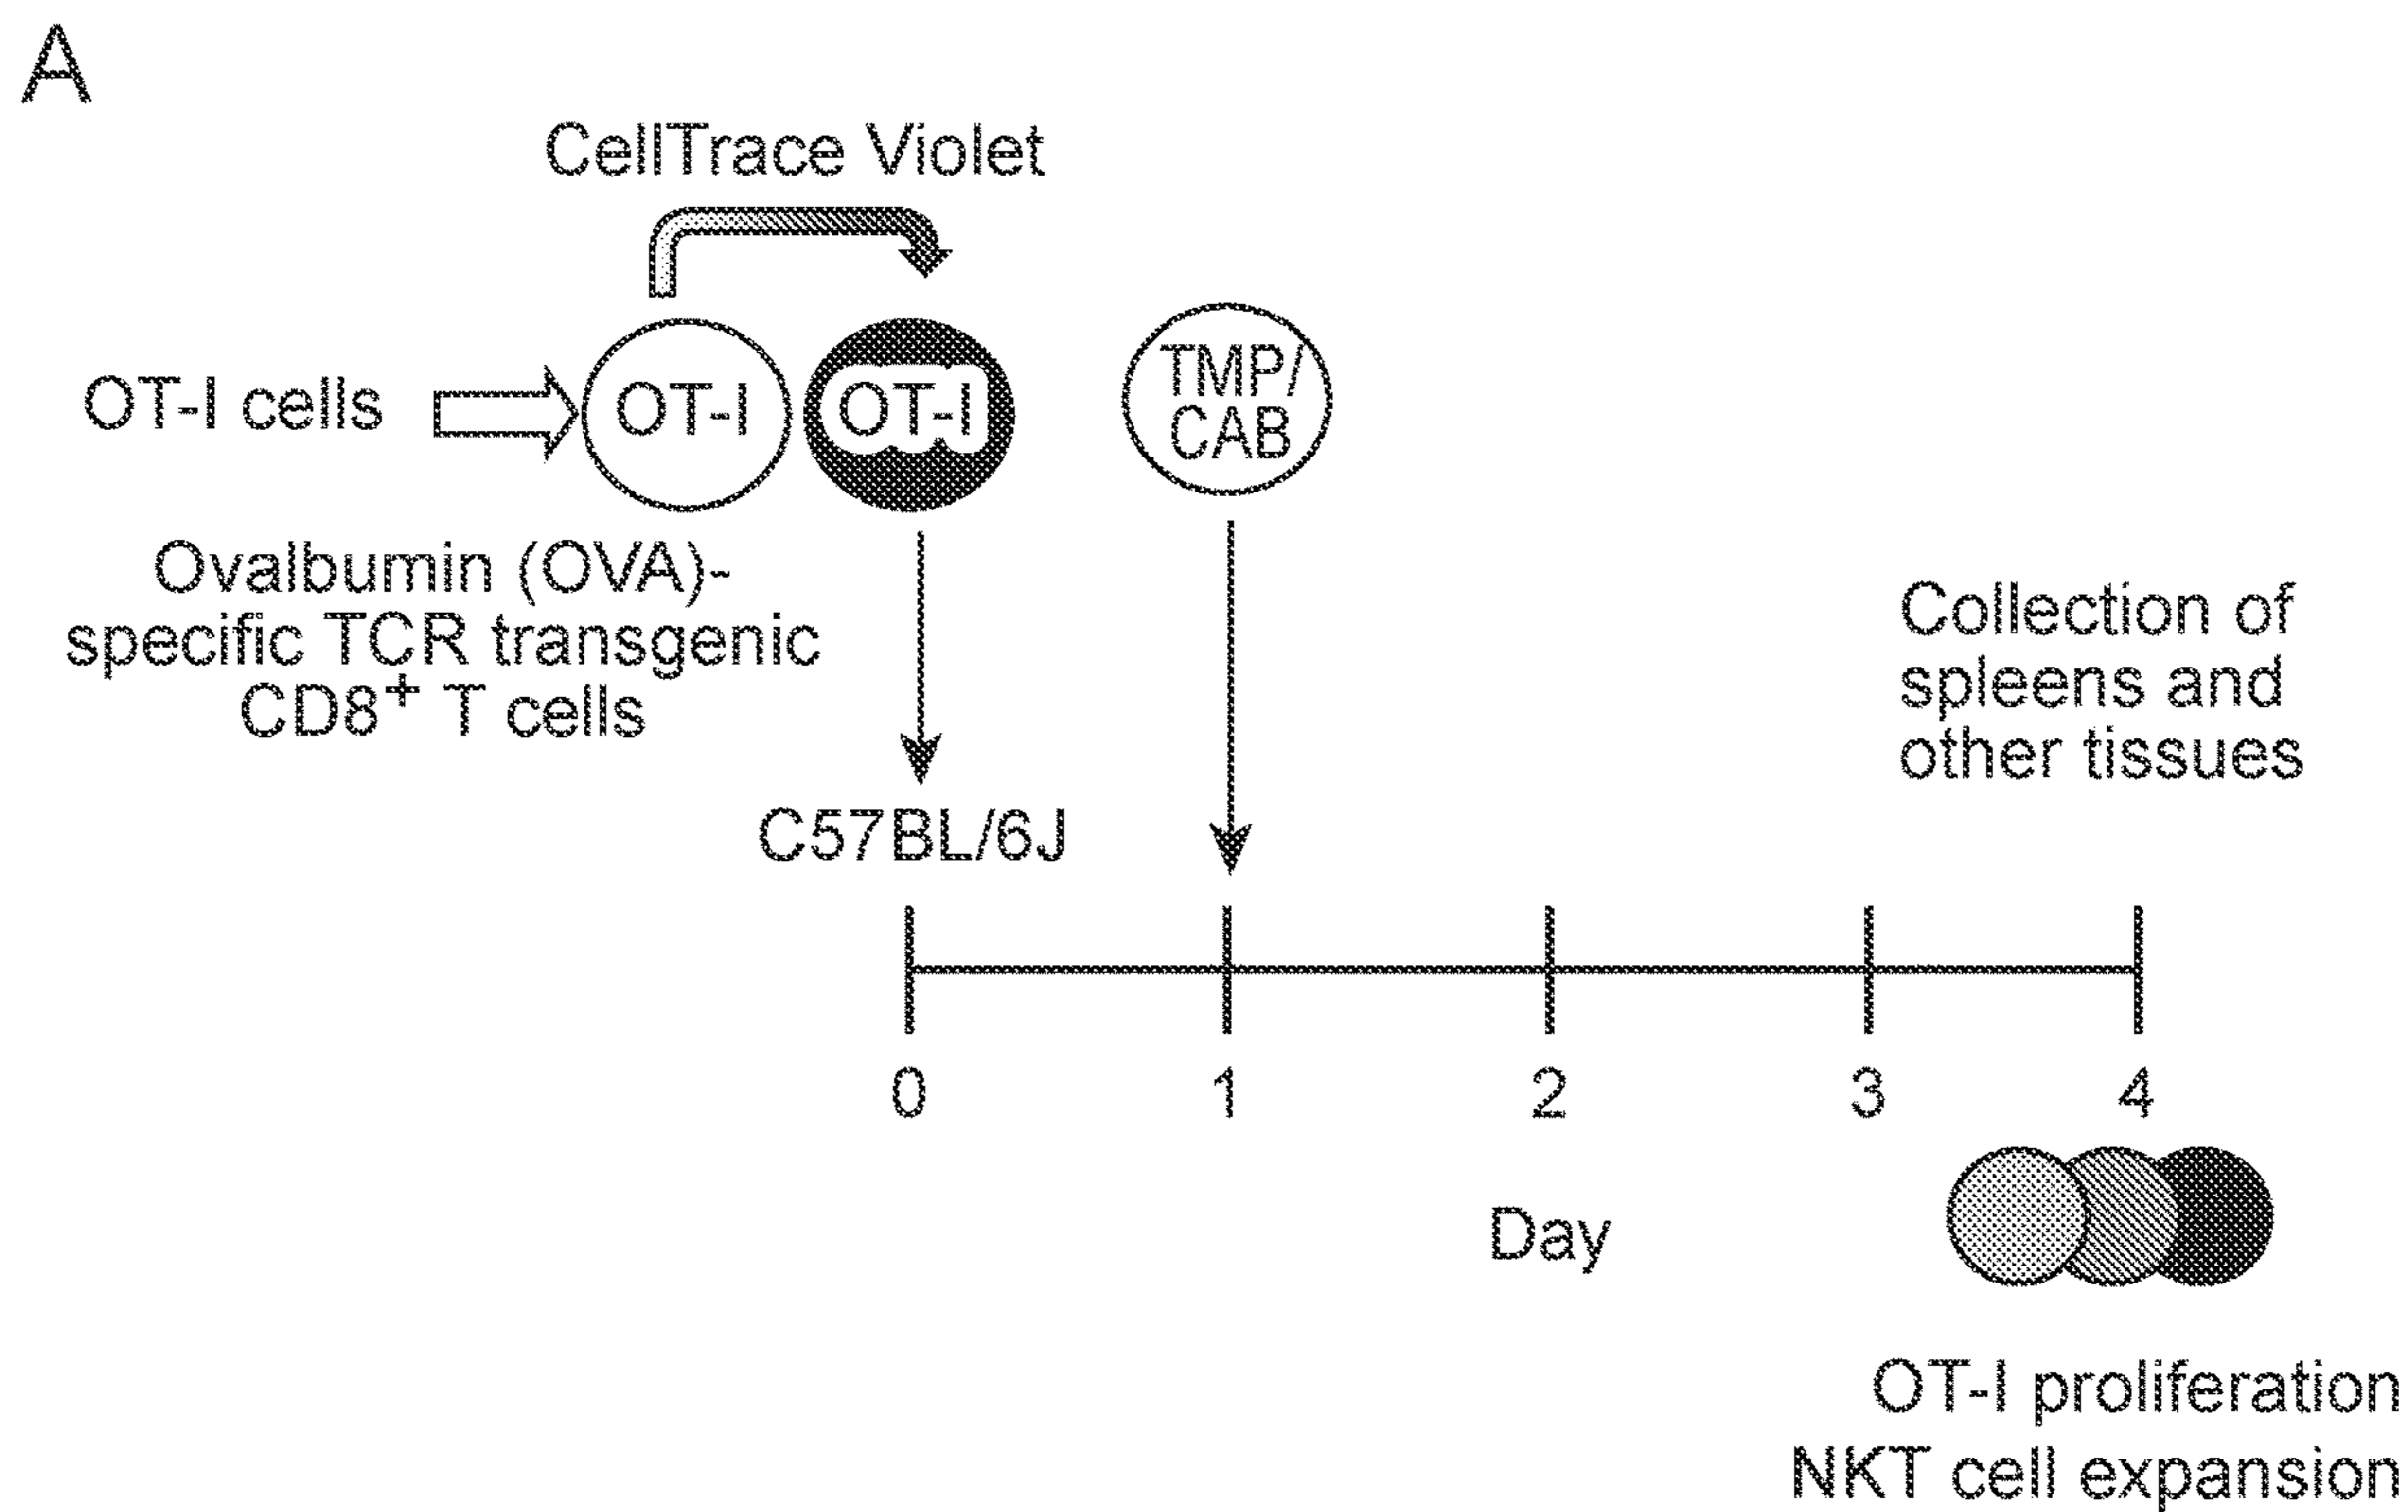 A
CellTrace Violet
OT-I cells
OT-I
OT-I
TMP/
CAB
Ovalbumin (OVA)-
specific TCR transgenic
CD8⁺ T cells
C57BL/6J
Collection of
spleens and
other tissues
0 1 2 3 4
Day
OT-I proliferation
NKT cell expansion